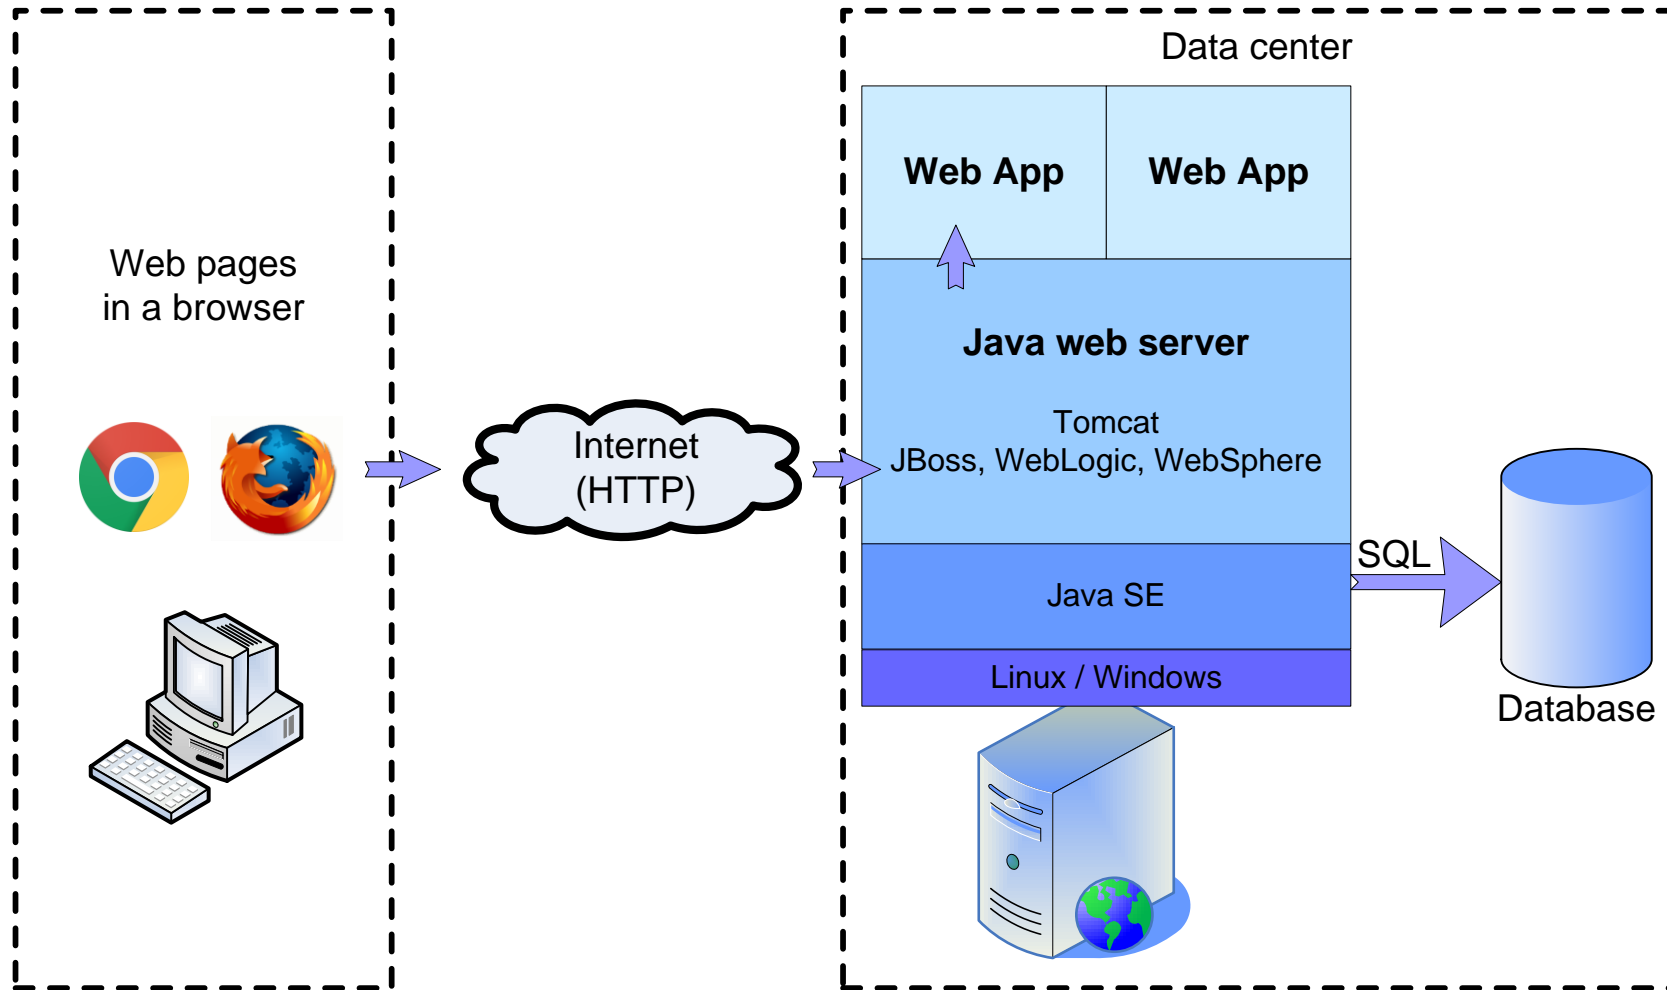 Web pages
in a browser
Internet
(HTTP)
Data center
Web App
Web App
Java web server
Tomcat
JBoss, WebLogic, WebSphere
Java SE
Linux / Windows
SQL
Database